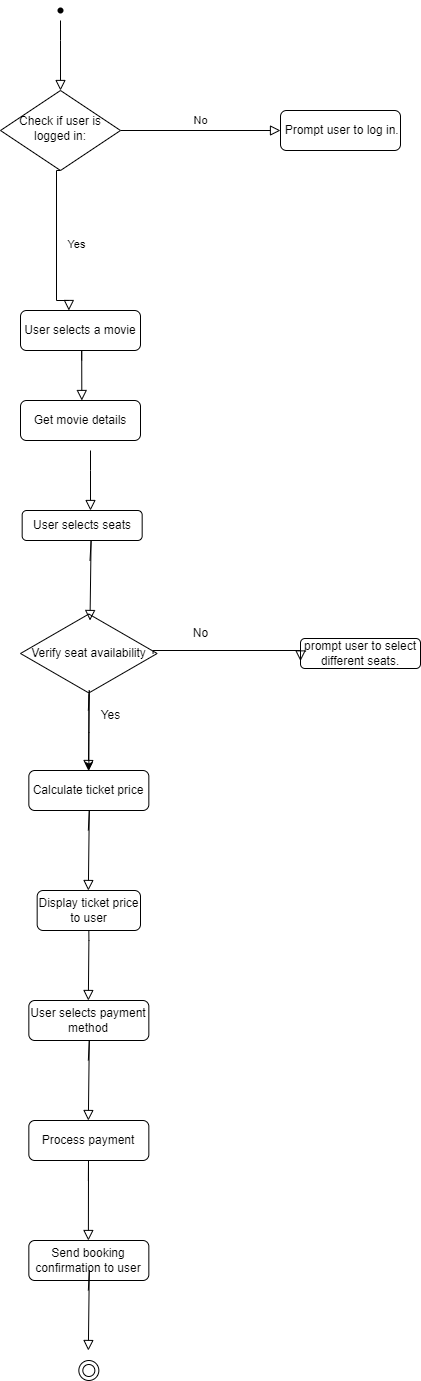 Check if user is
logged in:
No
Prompt user to log in.
Yes
User selects a movie
Get movie details
User selects seats
No
Verify seat availability
prompt user to select
different seats.
Yes
Calculate ticket price
Display ticket price
to user
User selects payment
method
Process payment
Send booking
confirmation to user